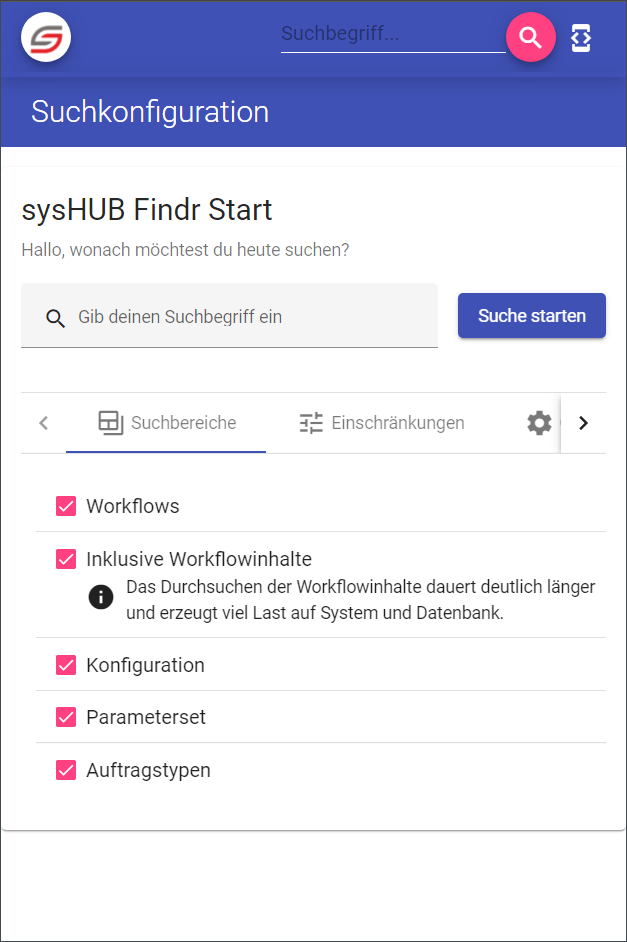 Suchbegriff...
Suchkonfiguration
sysHUB Findr Start
Hallo, wonach möchtest du heute suchen?
Gib deinen Suchbegriff ein
Suche starten
Suchbereiche
Einschränkungen
Workflows
Inklusive Workflowinhalte
Das Durchsuchen der Workflowinhalte dauert deutlich länger
und erzeugt viel Last auf System und Datenbank.
Konfiguration
Parameterset
Auftragstypen